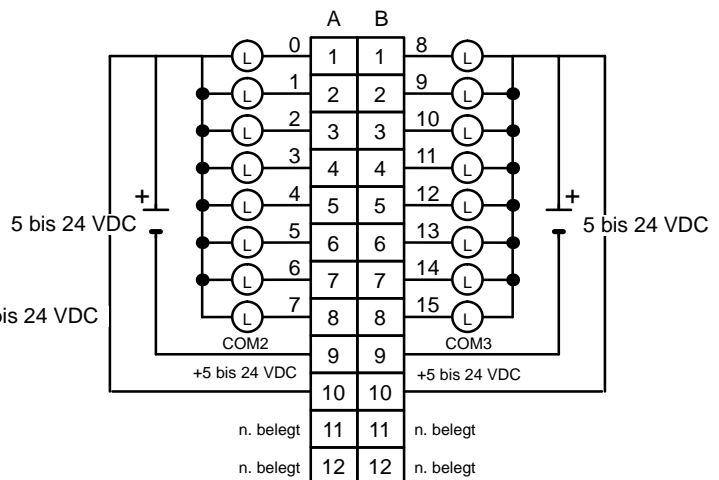 A B
0 1 1 8
L L
1 2 2 9
L L
2 3 3 10
L L
3 4 4 11
L L
4 5 5 12
L L
+ +
5 bis 24 VDC 5 bis 24 VDC
5 6 6 13
L L
6 7 7 14
L L
7 8 8 15
L L
bis 24 VDC
COM2 9 9 COM3
+5 bis 24 VDC 10 10 +5 bis 24 VDC
n. belegt 11 11 n. belegt
n. belegt 12 12 n. belegt